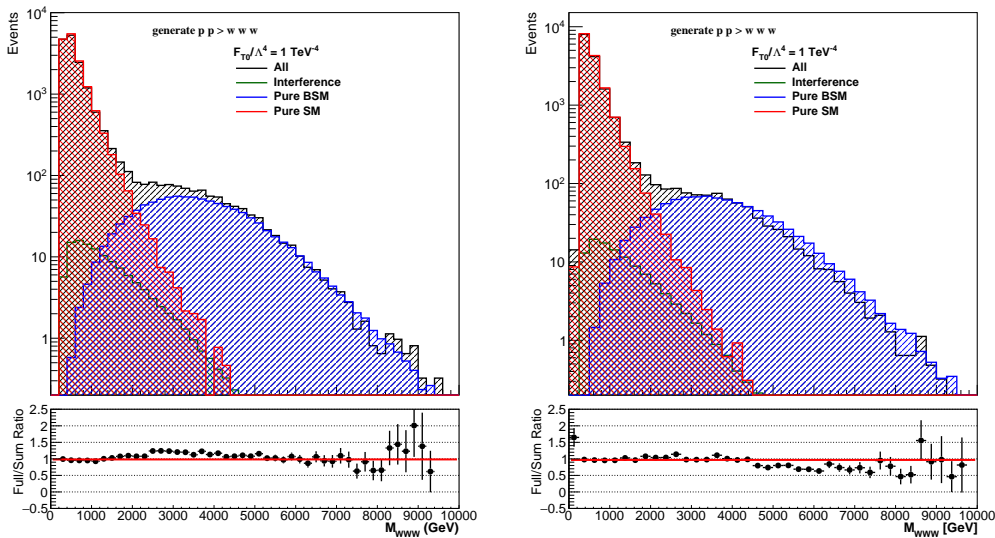 Events
generate p p > w w w
F_T0/Λ^4 = 1 TeV^-4
All
Interference
Pure BSM
Pure SM
10^4
10^3
10^2
10
1
Full/Sum Ratio
2.5
2
1.5
1
0.5
0
−0.5
0 1000 2000 3000 4000 5000 6000 7000 8000 9000 10000
M_WWW (GeV)
Events
generate p p > w w w
F_T0/Λ^4 = 1 TeV^-4
All
Interference
Pure BSM
Pure SM
10^4
10^3
10^2
10
1
Full/Sum Ratio
2.5
2
1.5
1
0.5
0
−0.5
0 1000 2000 3000 4000 5000 6000 7000 8000 9000 10000
M_WWW [GeV]